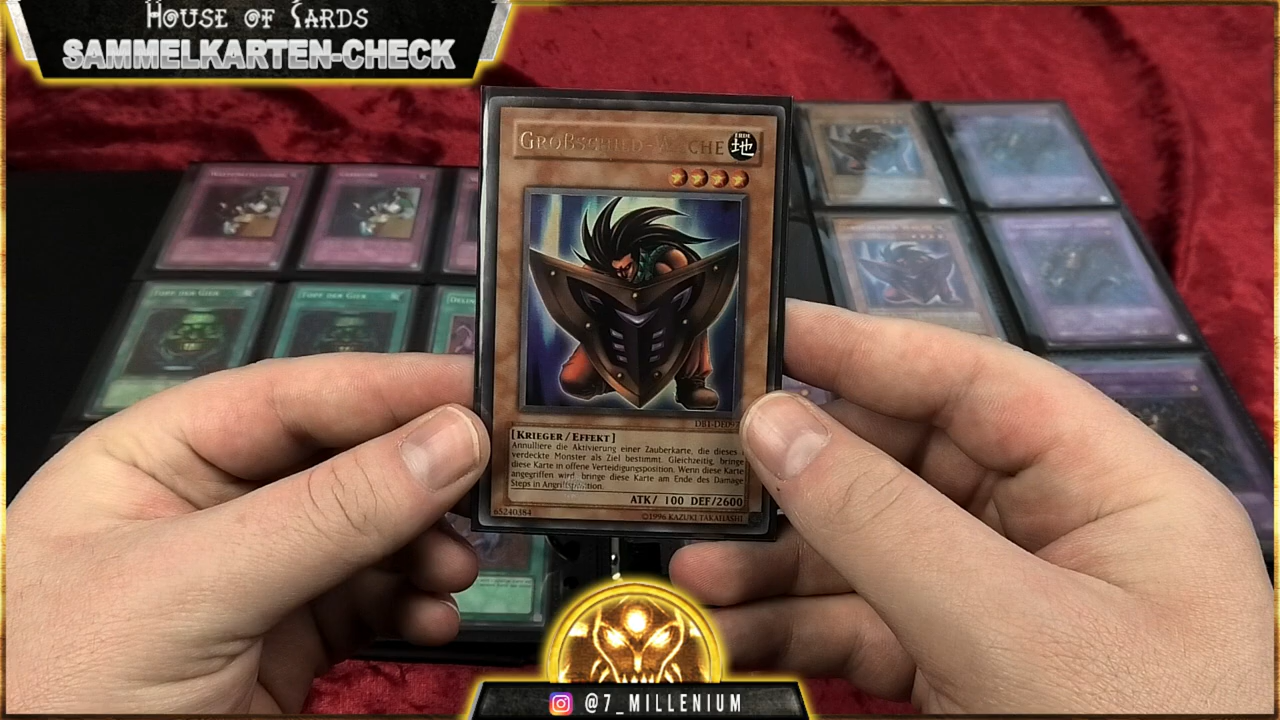 HOUSE OF CARDS
SAMMELKARTEN-CHECK
GROßSCHILD-WACHE
ERDE
地
TOPF DER GIER
TOPF DER GIER
DB1-DE097
[KRIEGER/EFFEKT]
Annulliere die Aktivierung einer Zauberkarte, die dieses
verdeckte Monster als Ziel bestimmt. Gleichzeitig, bringe
diese Karte in offene Verteidigungsposition. Wenn diese Karte
angegriffen wird, bringe diese Karte am Ende des Damage
Steps in Angriffsposition.
ATK/ 100 DEF/2600
65240384
©1996 KAZUKI TAKAHASHI
@7_MILLENIUM